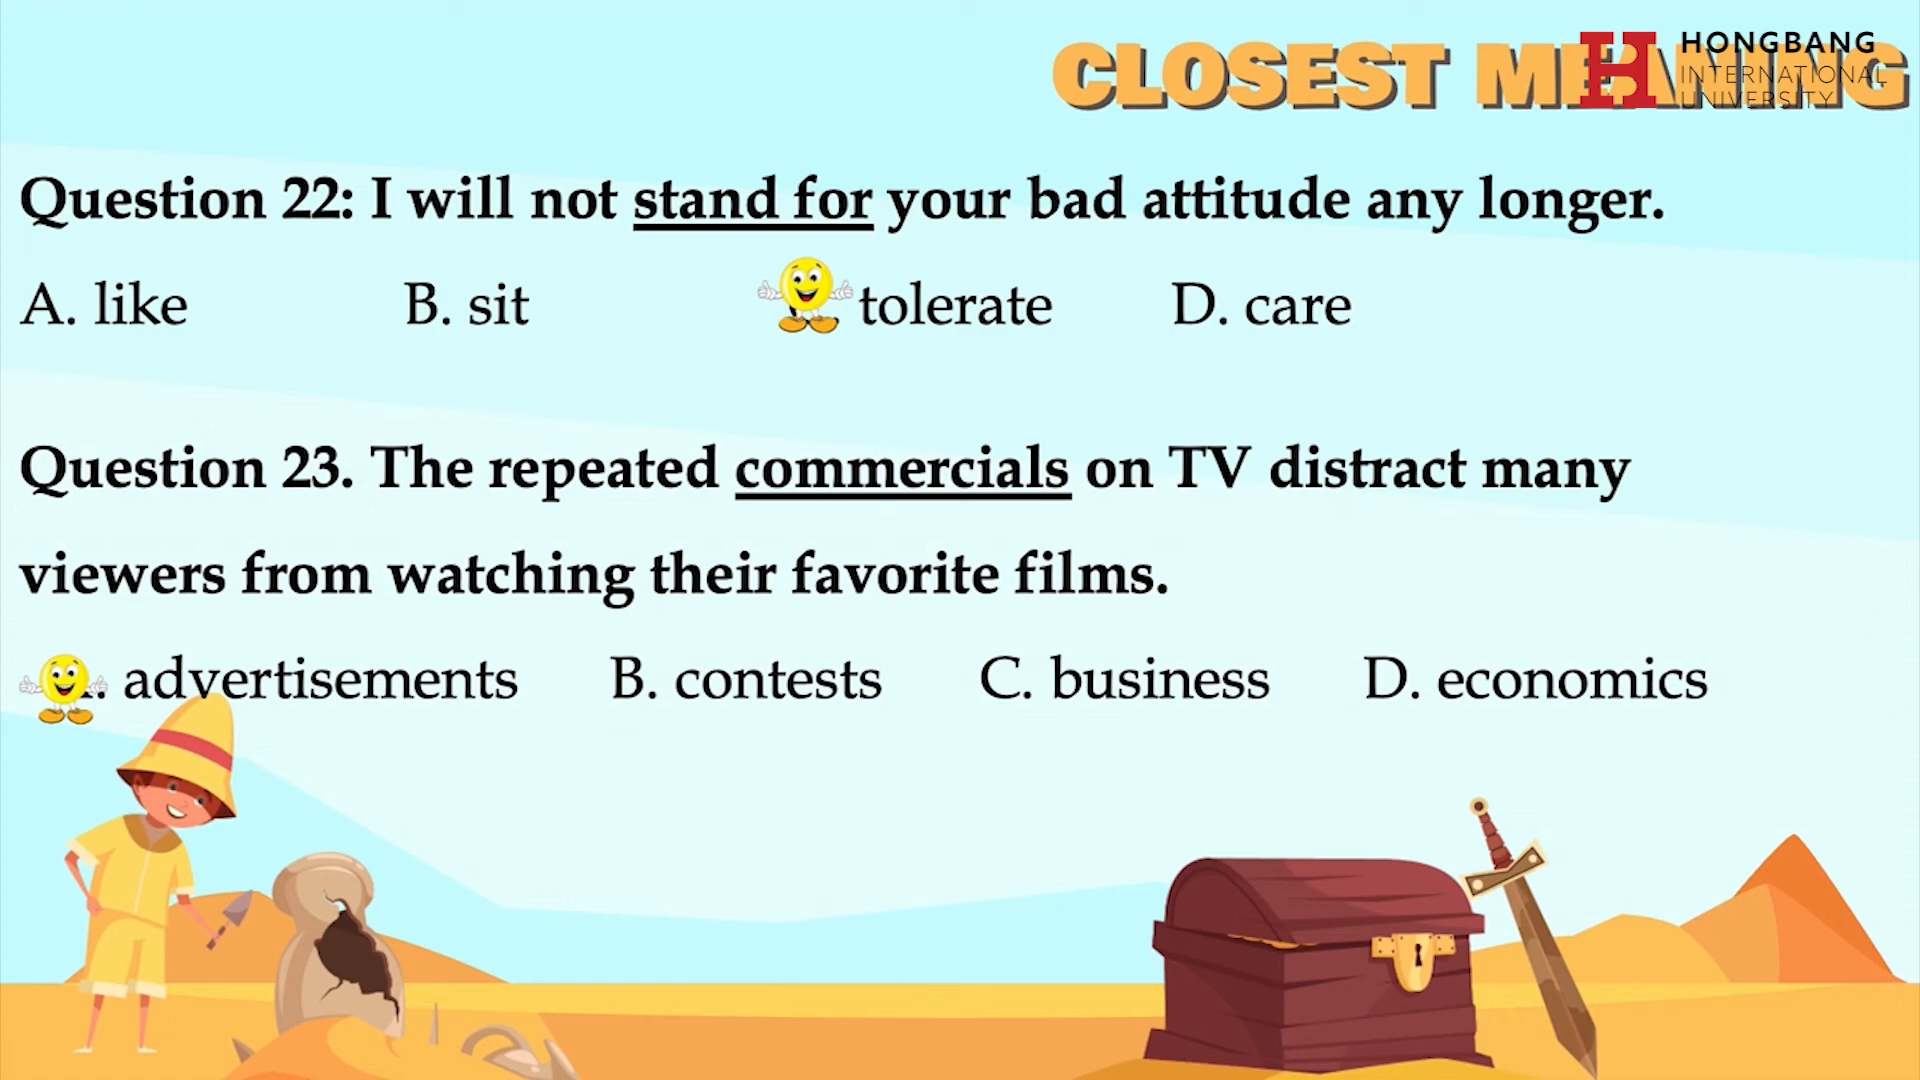 CLOSEST MEANING
HONGBANG
INTERNATIONAL
UNIVERSITY
Question 22: I will not stand for your bad attitude any longer.
A. like B. sit tolerate D. care
Question 23. The repeated commercials on TV distract many
viewers from watching their favorite films.
advertisements B. contests C. business D. economics